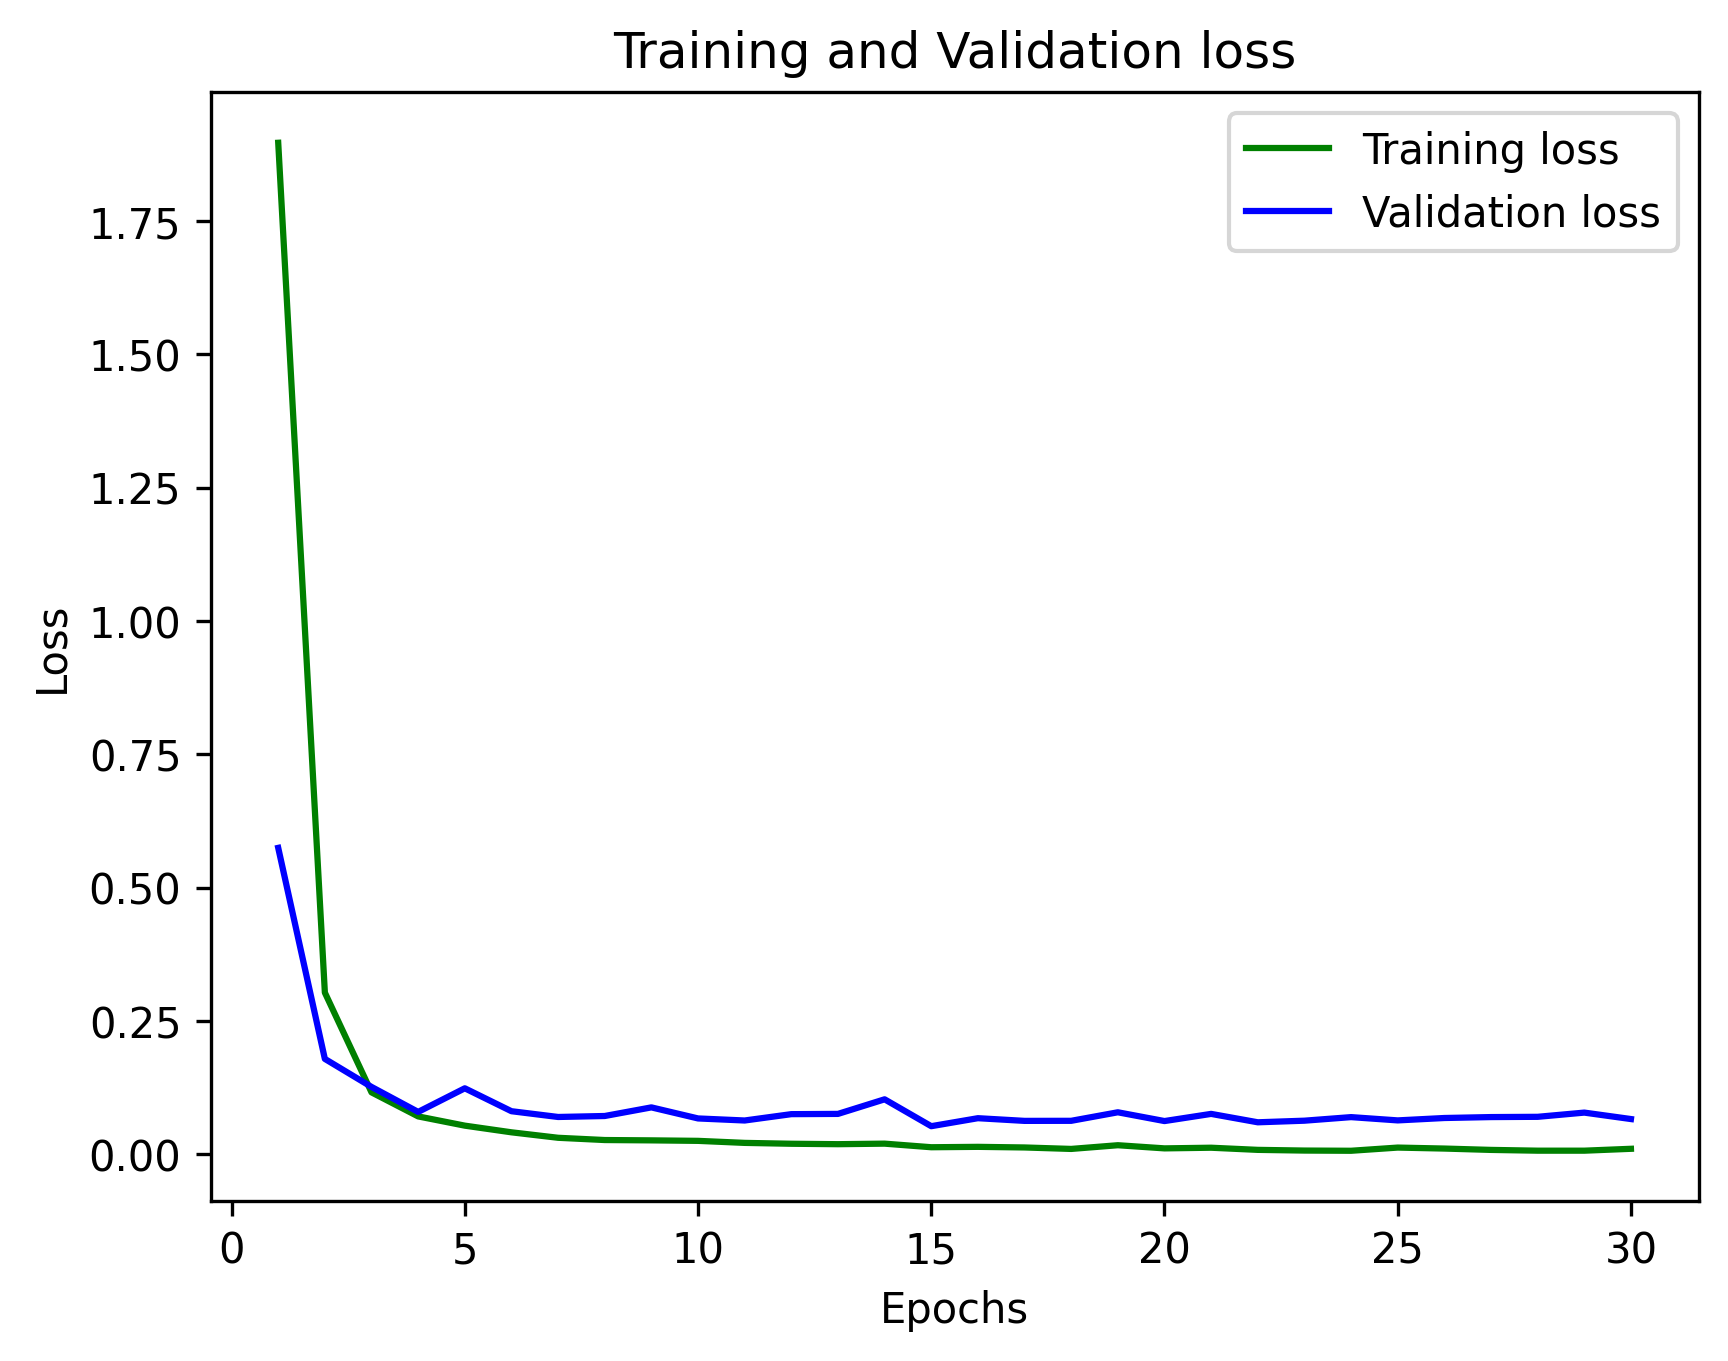 Training and Validation loss
Training loss
Validation loss
1.75
1.50
1.25
1.00
0.75
0.50
0.25
0.00
Loss
0 5 10 15 20 25 30
Epochs